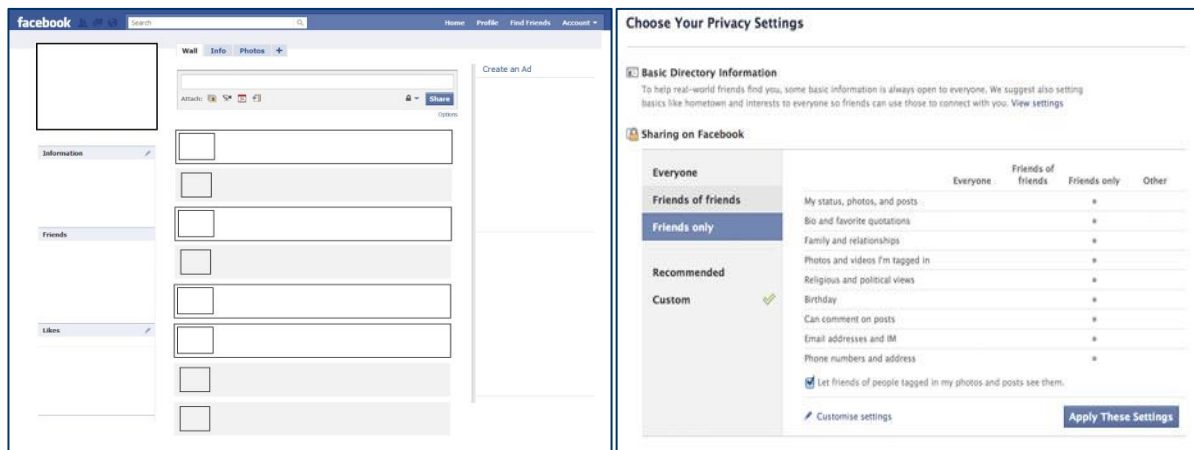 facebook Search Home Profile Find Friends Account
Wall Info Photos +
Create an Ad
Attach: Share
Options
Information
Friends
Likes
Choose Your Privacy Settings
Basic Directory Information
To help real-world friends find you, some basic information is always open to everyone. We suggest also setting
basics like hometown and interests to everyone so friends can use those to connect with you. View settings
Sharing on Facebook
Everyone
Friends of friends
Friends only
Recommended
Custom
Everyone Friends of friends Friends only Other
My status, photos, and posts
Bio and favorite quotations
Family and relationships
Photos and videos I'm tagged in
Religious and political views
Birthday
Can comment on posts
Email addresses and IM
Phone numbers and address
Let friends of people tagged in my photos and posts see them.
Customise settings Apply These Settings